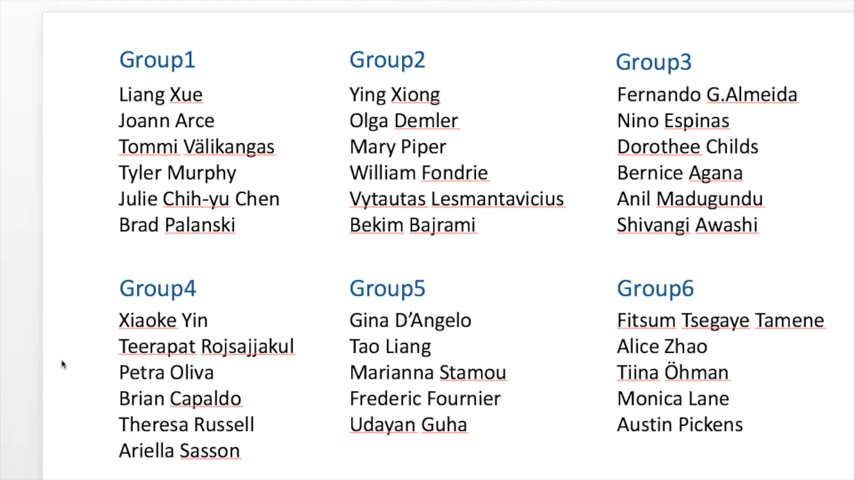 Group1
Liang Xue
Joann Arce
Tommi Välikangas
Tyler Murphy
Julie Chih-yu Chen
Brad Palanski
Group2
Ying Xiong
Olga Demler
Mary Piper
William Fondrie
Vytautas Lesmantavicius
Bekim Bajrami
Group3
Fernando G.Almeida
Nino Espinas
Dorothee Childs
Bernice Agana
Anil Madugundu
Shivangi Awashi
Group4
Xiaoke Yin
Teerapat Rojsajjakul
Petra Oliva
Brian Capaldo
Theresa Russell
Ariella Sasson
Group5
Gina D’Angelo
Tao Liang
Marianna Stamou
Frederic Fournier
Udayan Guha
Group6
Fitsum Tsegaye Tamene
Alice Zhao
Tiina Öhman
Monica Lane
Austin Pickens